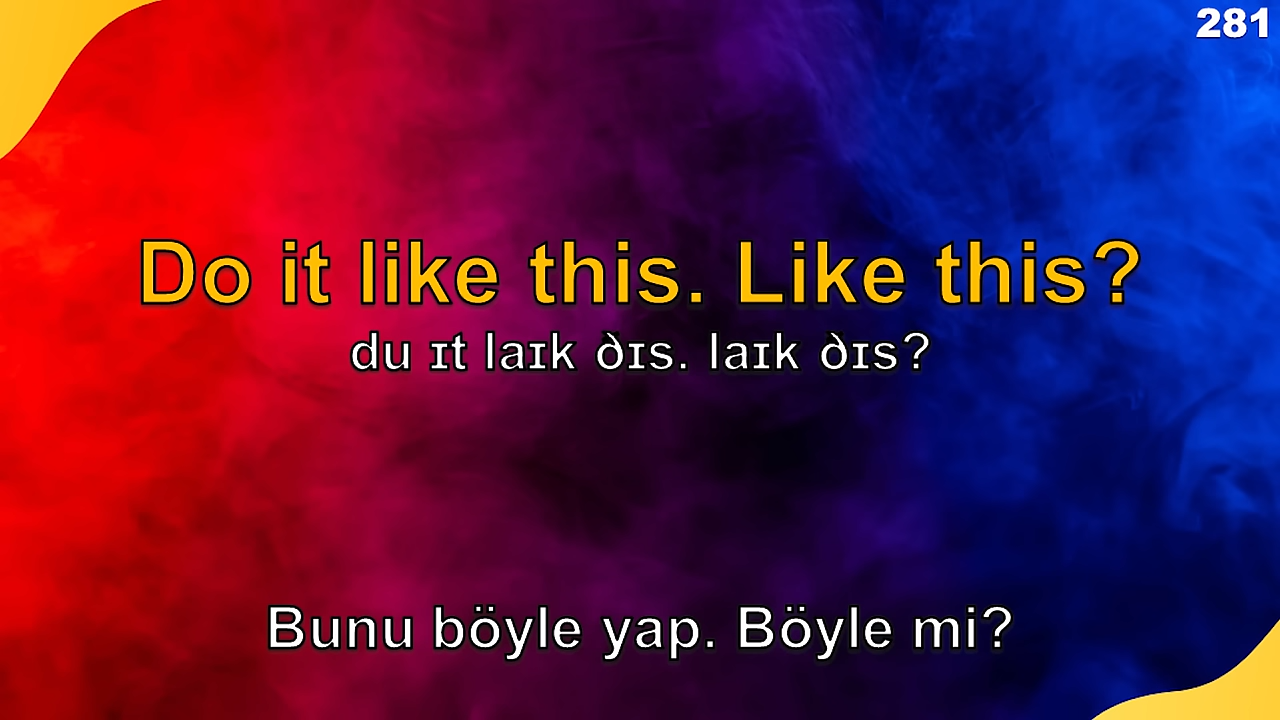 281
Do it like this. Like this?
du ɪt laɪk ðɪs. laɪk ðɪs?
Bunu böyle yap. Böyle mi?